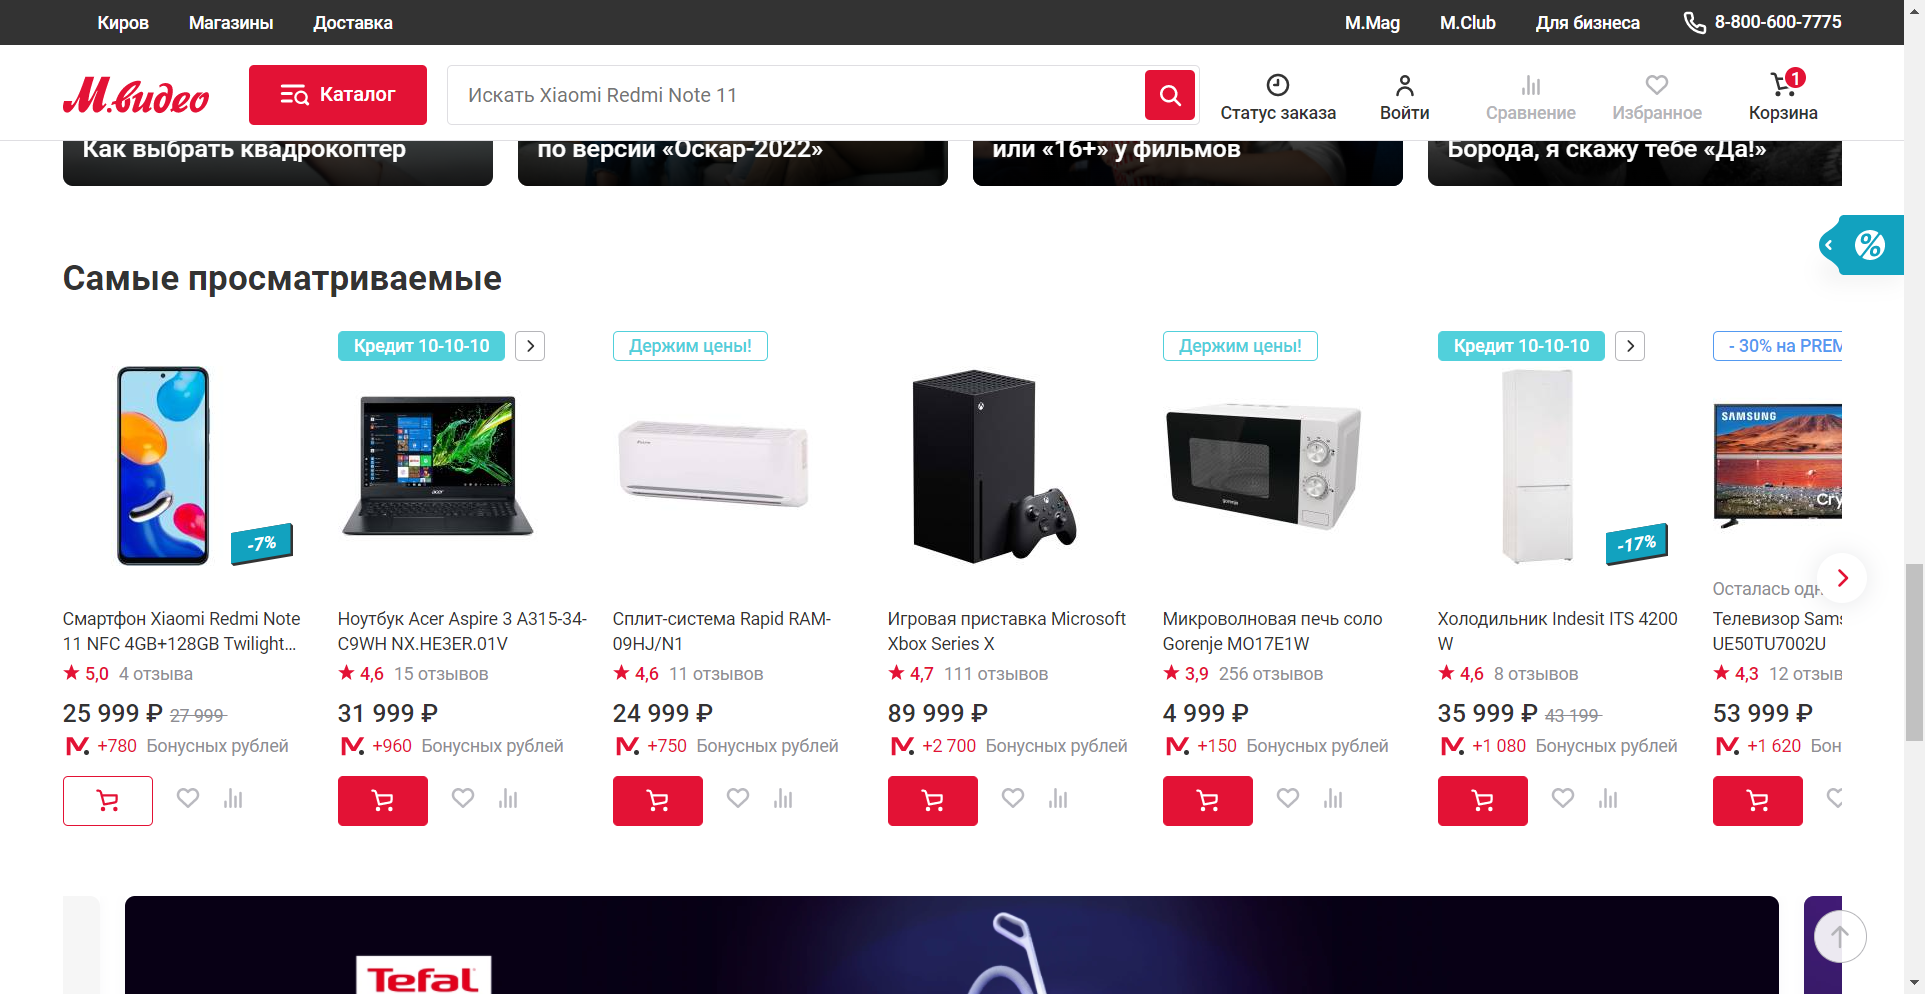 Киров Магазины Доставка M.Mag M.Club Для бизнеса 8-800-600-7775
М.видео Каталог Искать Xiaomi Redmi Note 11 Статус заказа Войти Сравнение Избранное 1 Корзина
Как выбрать квадрокоптер
по версии «Оскар-2022»
или «16+» у фильмов
Борода, я скажу тебе «Да!»
%
Самые просматриваемые
-7%
Смартфон Xiaomi Redmi Note
11 NFC 4GB+128GB Twilight...
5,0 4 отзыва
25 999 ₽ 27 999
+780 Бонусных рублей
Кредит 10-10-10
acer
Ноутбук Acer Aspire 3 A315-34-
C9WH NX.HE3ER.01V
4,6 15 отзывов
31 999 ₽
+960 Бонусных рублей
Держим цены!
Сплит-система Rapid RAM-
09HJ/N1
4,6 11 отзывов
24 999 ₽
+750 Бонусных рублей
Игровая приставка Microsoft
Xbox Series X
4,7 111 отзывов
89 999 ₽
+2 700 Бонусных рублей
Держим цены!
gorenje
Микроволновая печь соло
Gorenje MO17E1W
3,9 256 отзывов
4 999 ₽
+150 Бонусных рублей
Кредит 10-10-10
-17%
Холодильник Indesit ITS 4200
W
4,6 8 отзывов
35 999 ₽ 43 199
+1 080 Бонусных рублей
- 30% на PREM
SAMSUNG
Cry
Осталась одн
Телевизор Sams
UE50TU7002U
4,3 12 отзыв
53 999 ₽
+1 620 Бон
Tefal